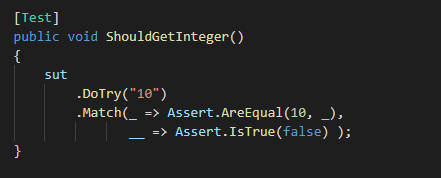 [Test]
public void ShouldGetInteger()
{
    sut
        .DoTry("10")
        .Match(_ => Assert.AreEqual(10, _),
               __ => Assert.IsTrue(false) );
}